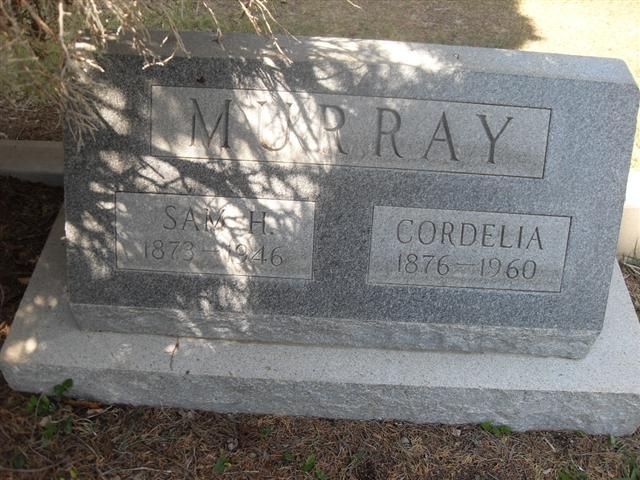 MURRAY
SAM H.
1873—1946
CORDELIA
1876—1960